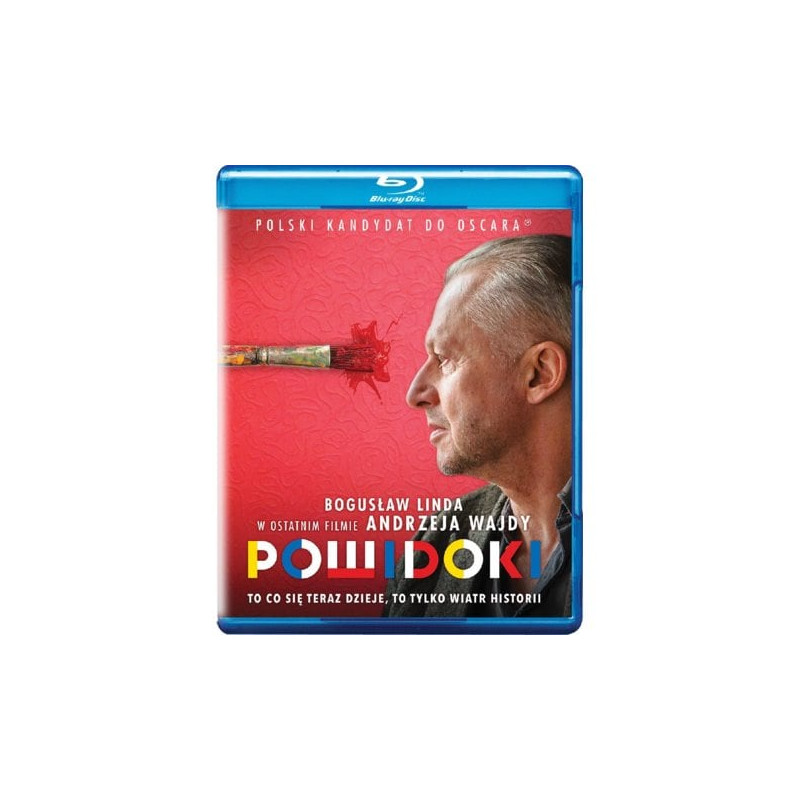 Blu-ray Disc
POLSKI KANDYDAT DO OSCARA®
BOGUSŁAW LINDA
W OSTATNIM FILMIE ANDRZEJA WAJDY
POWIDOKI
TO CO SIĘ TERAZ DZIEJE, TO TYLKO WIATR HISTORII